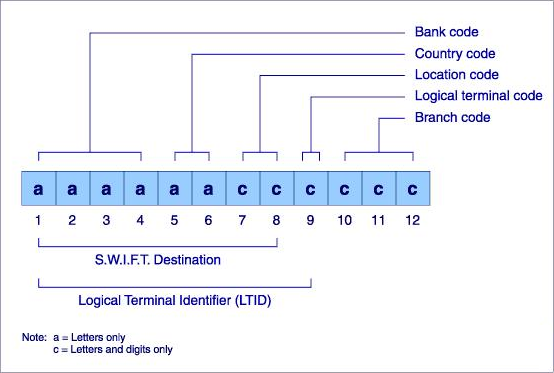 Bank code
Country code
Location code
Logical terminal code
Branch code
a a a a a a c c c c c c
1 2 3 4 5 6 7 8 9 10 11 12
S.W.I.F.T. Destination
Logical Terminal Identifier (LTID)
Note: a = Letters only
c = Letters and digits only